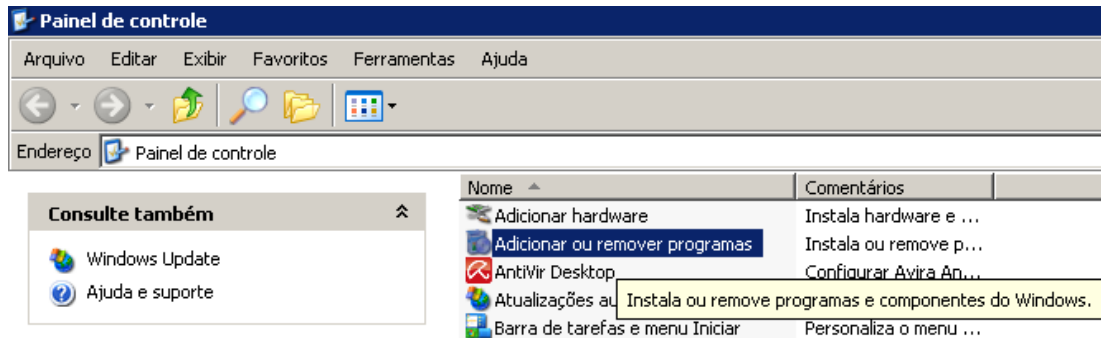 Painel de controle
Arquivo Editar Exibir Favoritos Ferramentas Ajuda
Endereço Painel de controle
Consulte também
Windows Update
Ajuda e suporte
Nome Comentários
Adicionar hardware Instala hardware e ...
Adicionar ou remover programas Instala ou remove p...
AntiVir Desktop Configurar Avira An...
Atualizações au
Instala ou remove programas e componentes do Windows.
Barra de tarefas e menu Iniciar Personaliza o menu ...